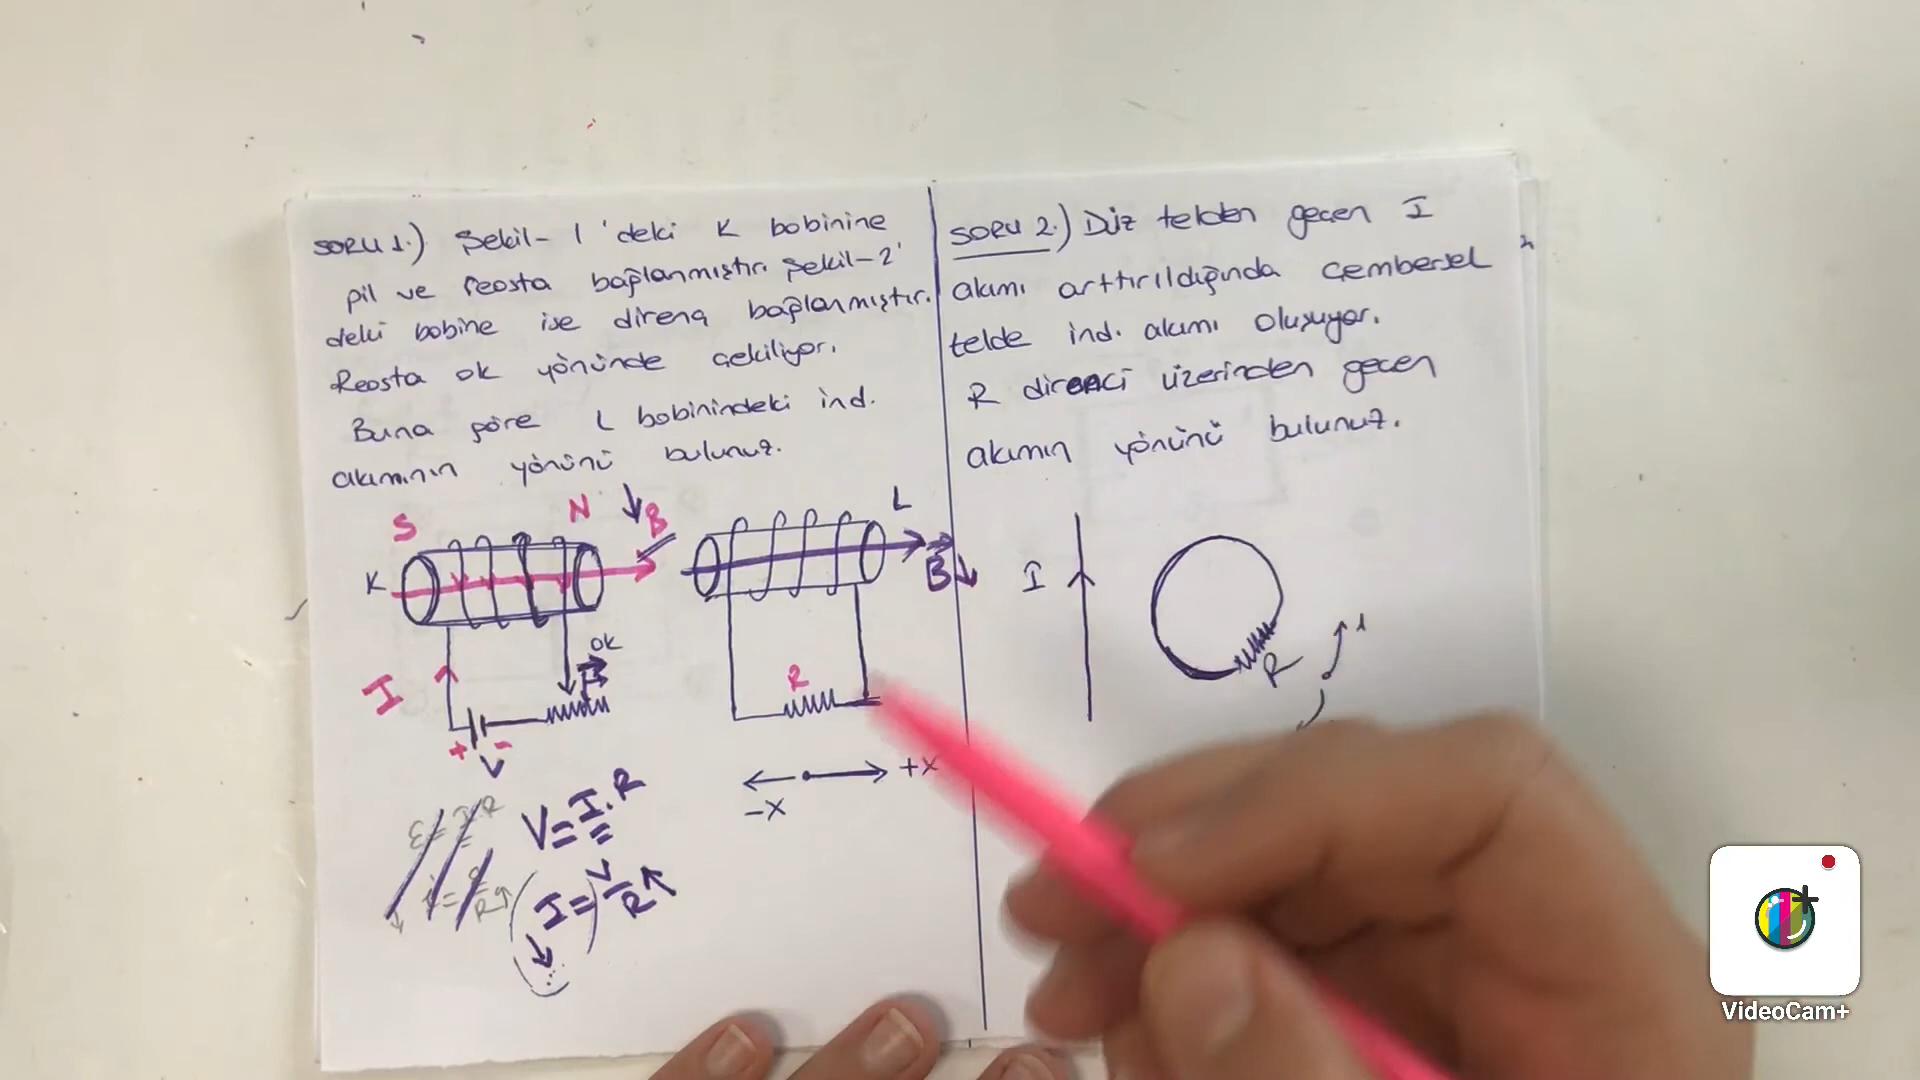 SORU 1.) Şekil-1'deki K bobinine
pil ve Reosta bağlanmıştır. Şekil-2'
deki bobine ise direnç bağlanmıştır.
Reosta ok yönünde çekiliyor.
Buna göre L bobinindeki ind.
akımının yönünü bulunuz.
S N B
K
L
B
I
OK
+ -
V
R
-X +X
V=I.R
I=V/R
SORU 2.) Düz telden geçen I
akımı arttırıldığında çembersel
telde ind. akımı oluşuyor.
R direnci üzerinden geçen
akımın yönünü bulunuz.
I
R
1
VideoCam+